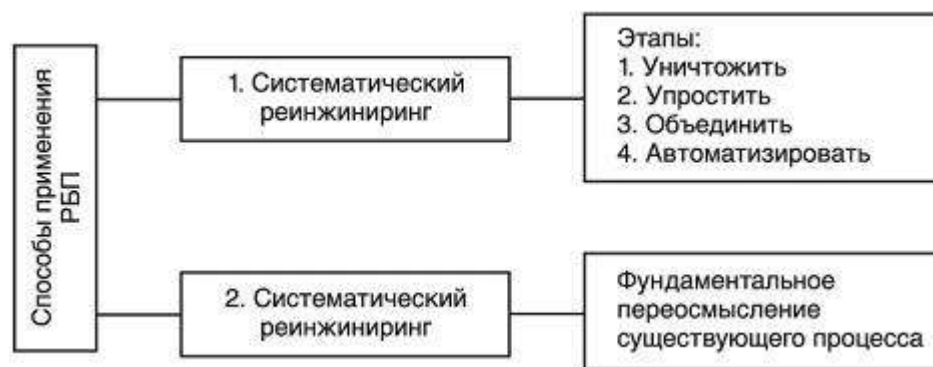 Способы применения
РБП
1. Систематический
реинжиниринг
Этапы:
1. Уничтожить
2. Упростить
3. Объединить
4. Автоматизировать
2. Систематический
реинжиниринг
Фундаментальное
переосмысление
существующего процесса